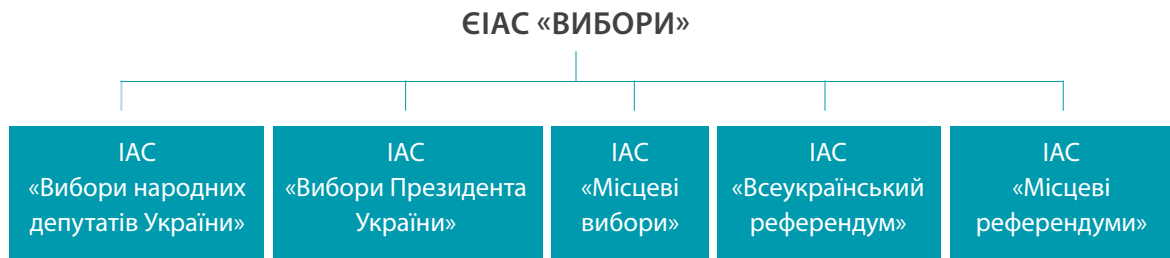 ЄІАС «ВИБОРИ»
ІАС
«Вибори народних
депутатів України»
ІАС
«Вибори Президента
України»
ІАС
«Місцеві
вибори»
ІАС
«Всеукраїнський
референдум»
ІАС
«Місцеві
референдуми»